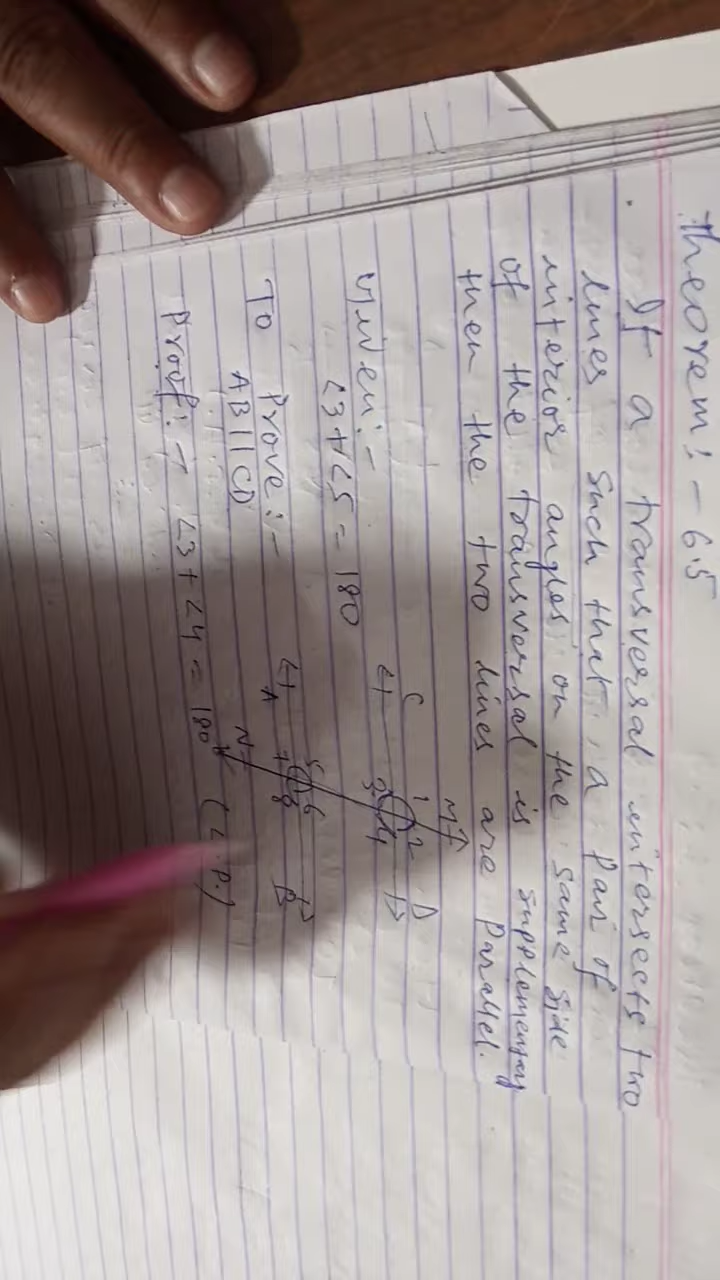 Theorem :- 6.5
If a transversal intersects two
lines such that a pair of
interior angles on the same side
of the transversal is supplementary
then the two lines are parallel.
Given :-
∠3+∠5 = 180
To Prove :-
AB||CD
M
C 1 2 D
3 4
5 6
A 7 8 B
N
Proof :- ∠3+∠4 = 180° (L.P.)